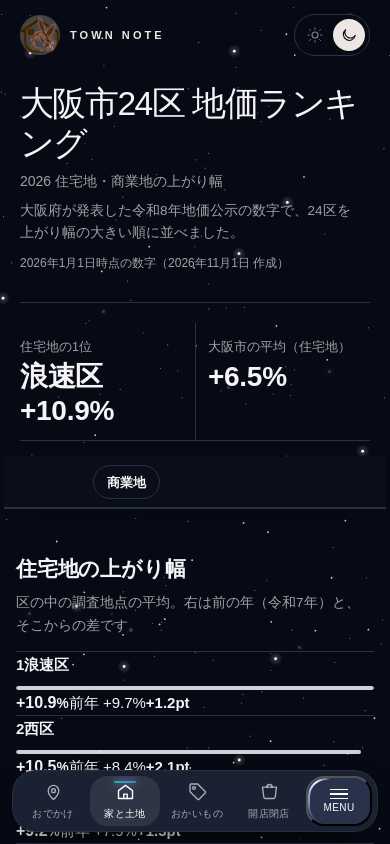 TOWN NOTE
大阪市24区 地価ランキ
ング
2026 住宅地・商業地の上がり幅
大阪府が発表した令和8年地価公示の数字で、24区を
上がり幅の大きい順に並べました。
2026年1月1日時点の数字（2026年11月1日 作成）
住宅地の1位
浪速区
+10.9%
大阪市の平均（住宅地）
+6.5%
商業地
住宅地の上がり幅
区の中の調査地点の平均。右は前の年（令和7年）と、
そこからの差です。
1浪速区
+10.9%前年 +9.7%+1.2pt
2西区
+10.5%前年 +8.4%+2.1pt
おでかけ
家と土地
おかいもの
開店閉店
MENU